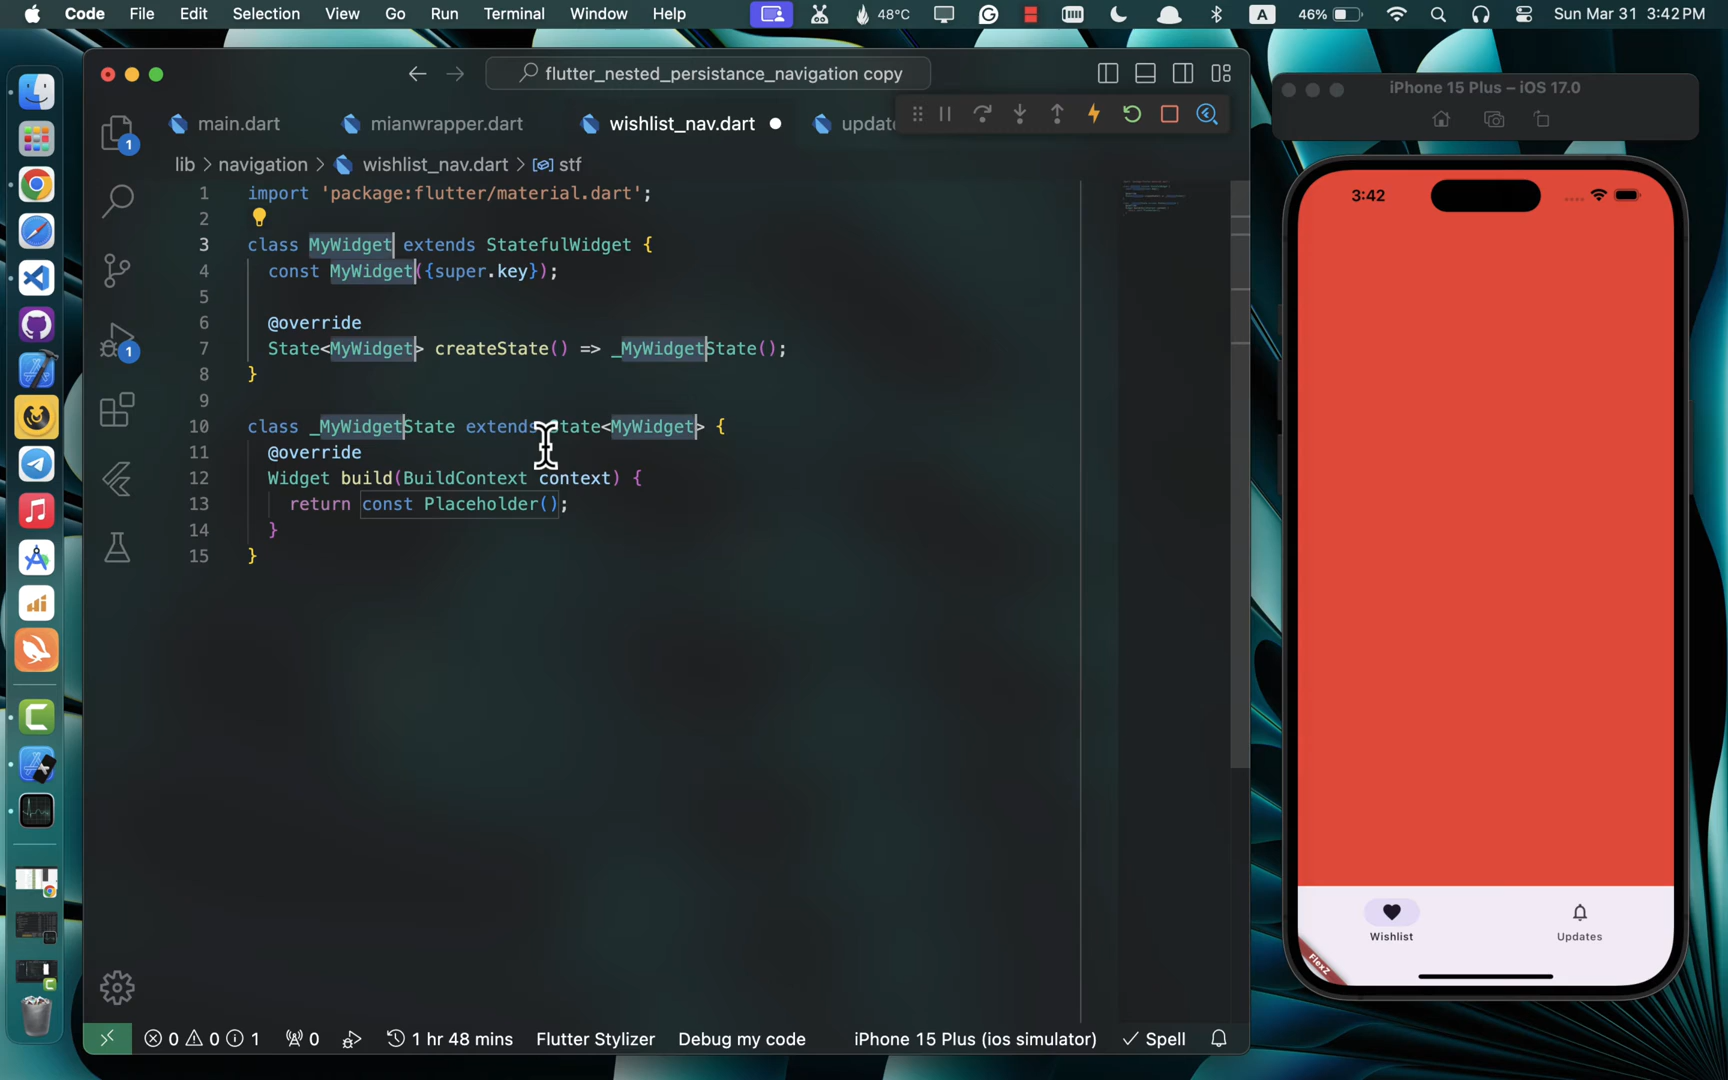 Code File Edit Selection View Go Run Terminal Window Help 48°C A 46% Sun Mar 31 3:42 PM
flutter_nested_persistance_navigation copy
main.dart mianwrapper.dart wishlist_nav.dart update
lib > navigation > wishlist_nav.dart > stf
1 import 'package:flutter/material.dart';
2
3 class MyWidget extends StatefulWidget {
4 const MyWidget({super.key});
5
6 @override
7 State<MyWidget> createState() => _MyWidgetState();
8 }
9
10 class _MyWidgetState extends State<MyWidget> {
11 @override
12 Widget build(BuildContext context) {
13 return const Placeholder();
14 }
15 }
1
1
0 0 1 0 1 hr 48 mins Flutter Stylizer Debug my code iPhone 15 Plus (ios simulator) Spell
iPhone 15 Plus – iOS 17.0
3:42
Wishlist Updates
FlexZ